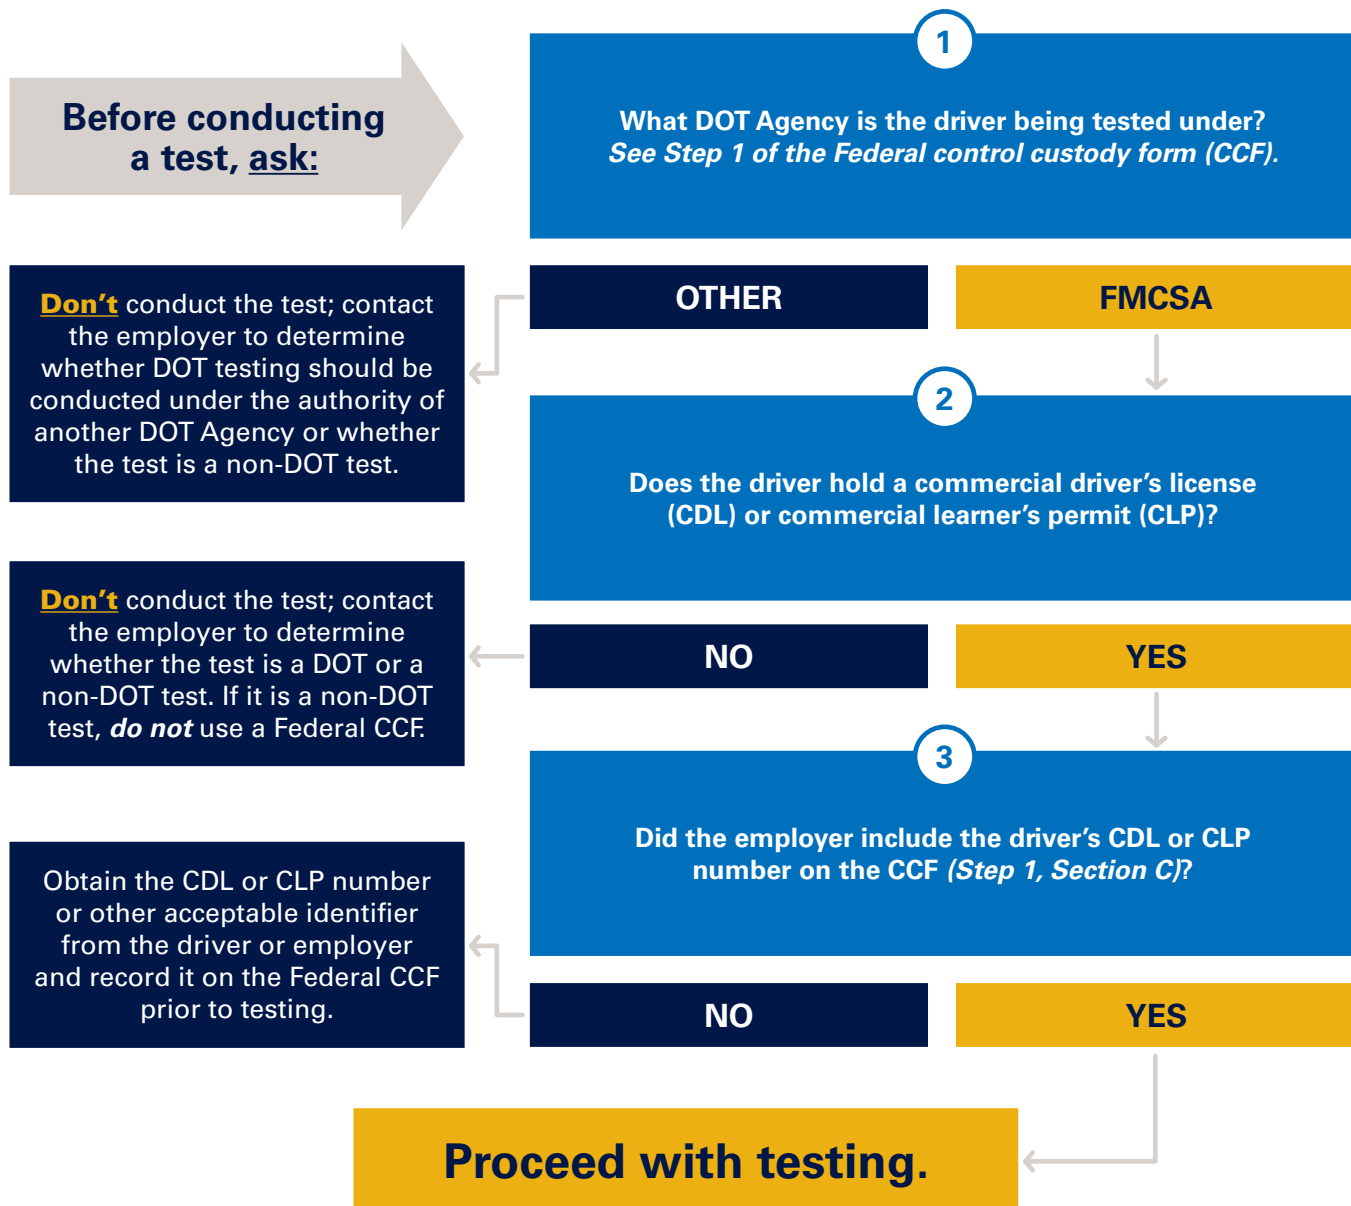 Before conducting
a test, ask:
1
What DOT Agency is the driver being tested under?
See Step 1 of the Federal control custody form (CCF).
OTHER
FMCSA
Don't conduct the test; contact
the employer to determine
whether DOT testing should be
conducted under the authority of
another DOT Agency or whether
the test is a non-DOT test.
2
Does the driver hold a commercial driver's license
(CDL) or commercial learner's permit (CLP)?
NO
YES
Don't conduct the test; contact
the employer to determine
whether the test is a DOT or a
non-DOT test. If it is a non-DOT
test, do not use a Federal CCF.
3
Did the employer include the driver's CDL or CLP
number on the CCF (Step 1, Section C)?
NO
YES
Obtain the CDL or CLP number
or other acceptable identifier
from the driver or employer
and record it on the Federal CCF
prior to testing.
Proceed with testing.